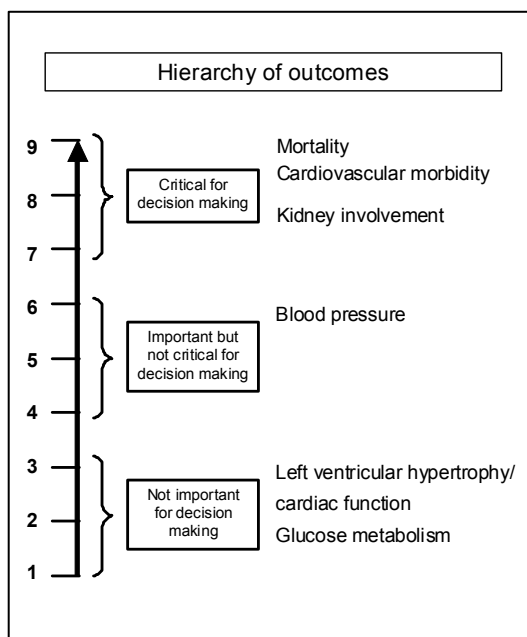 Hierarchy of outcomes
9
8
7
6
5
4
3
2
1
Critical for
decision making
Important but
not critical for
decision making
Not important
for decision
making
Mortality
Cardiovascular morbidity
Kidney involvement
Blood pressure
Left ventricular hypertrophy/
cardiac function
Glucose metabolism